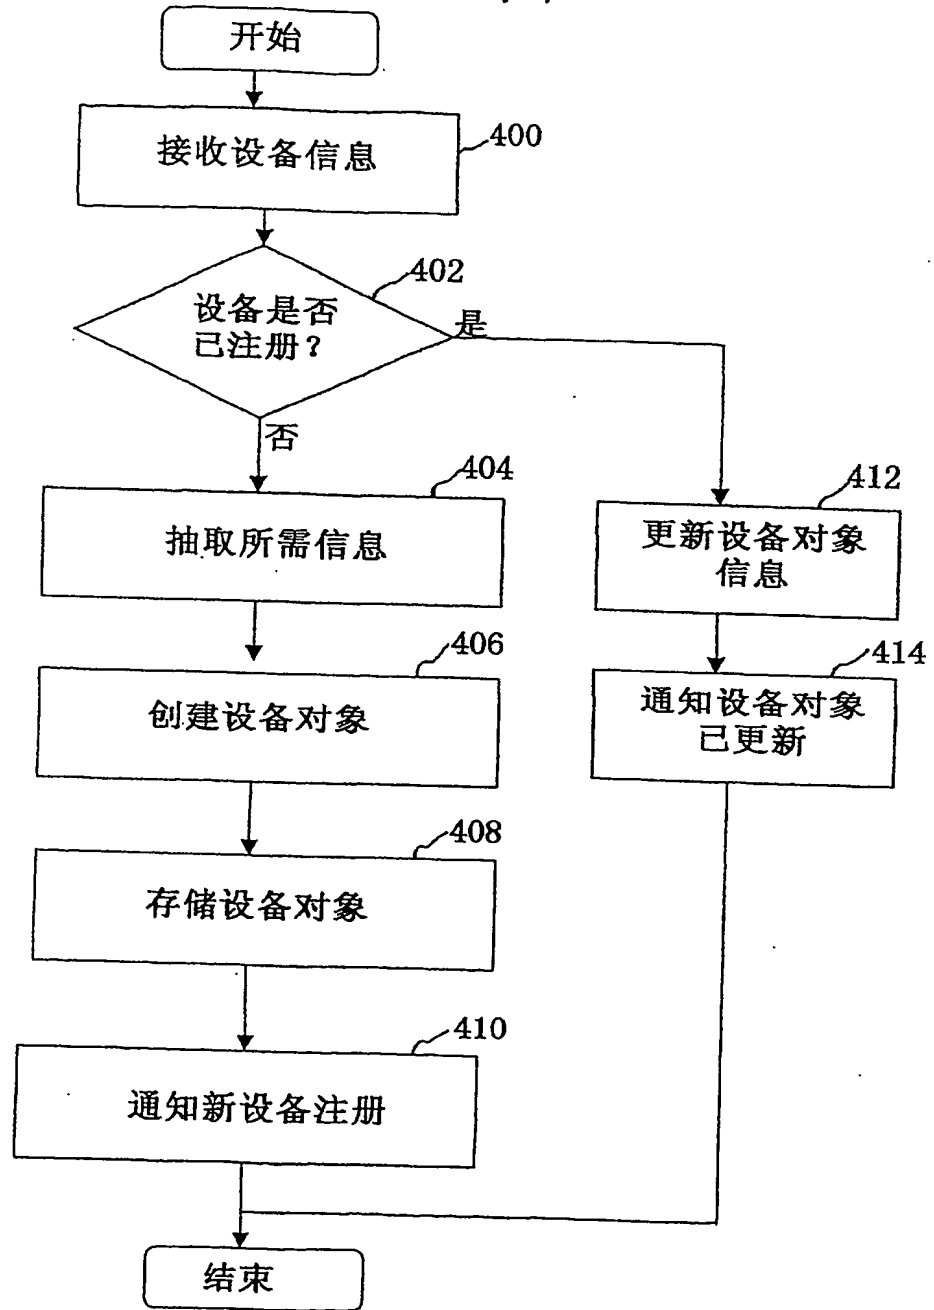 开始
接收设备信息
400
402
设备是否
已注册？
是
否
404
抽取所需信息
412
更新设备对象
信息
406
创建设备对象
414
通知设备对象
已更新
408
存储设备对象
410
通知新设备注册
结束